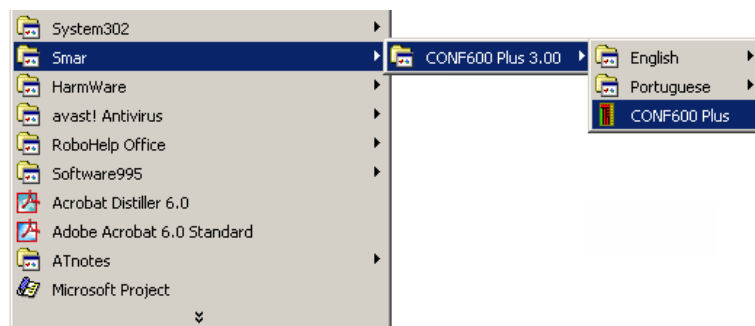 System302
Smar
HarmWare
avast! Antivirus
RoboHelp Office
Software995
Acrobat Distiller 6.0
Adobe Acrobat 6.0 Standard
ATnotes
Microsoft Project
CONF600 Plus 3.00
English
Portuguese
CONF600 Plus